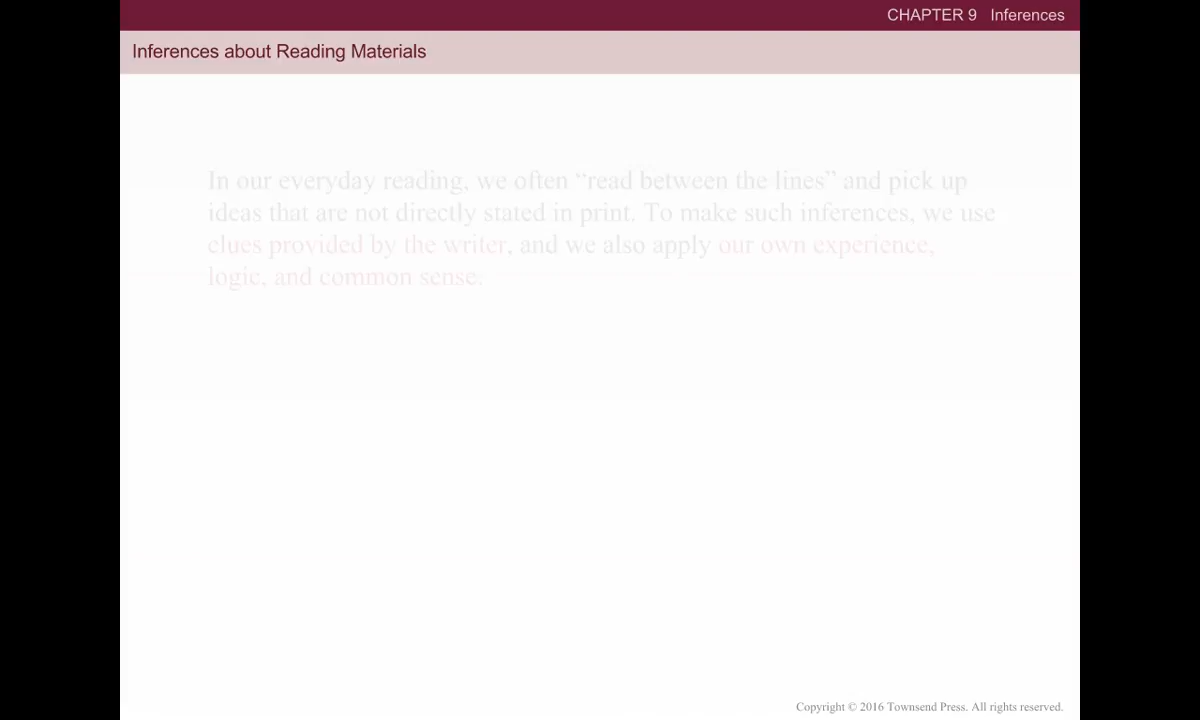 CHAPTER 9 Inferences
Inferences about Reading Materials
In our everyday reading, we often “read between the lines” and pick up
ideas that are not directly stated in print. To make such inferences, we use
clues provided by the writer, and we also apply our own experience,
logic, and common sense.
Copyright © 2016 Townsend Press. All rights reserved.